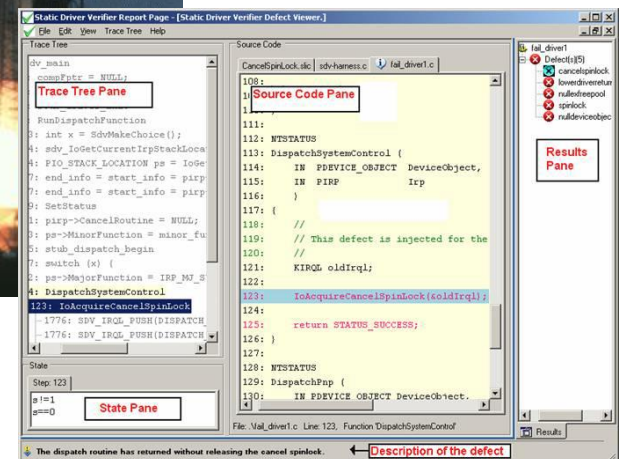 Static Driver Verifier Report Page - [Static Driver Verifier Defect Viewer.]
File Edit View Trace Tree Help
Trace Tree
dv_main
compFptr = NULL;
Trace Tree Pane
RunDispatchFunction
3: int x = SdvMakeChoice();
4: sdv_IoGetCurrentIrpStackLoca
4: PIO_STACK_LOCATION ps = IoGe
7: end_info = start_info = pirp
7: end_info = start_info = pirp
9: SetStatus
1: pirp->CancelRoutine = NULL;
3: ps->MinorFunction = minor_fu
5: stub_dispatch_begin
7: switch (x) {
2: ps->MajorFunction = IRP_MJ_S
4: DispatchSystemControl
123: IoAcquireCancelSpinLock
1776: SDV_IRQL_PUSH(DISPATCH_
1776: SDV_IRQL_PUSH(DISPATCH_
State
Step: 123
s!=1
s==0
State Pane
Source Code
CancelSpinLock.slic sdv-harness.c fail_driver1.c
108:
Source Code Pane
111:
112: NTSTATUS
113: DispatchSystemControl (
114: IN PDEVICE_OBJECT DeviceObject,
115: IN PIRP Irp
116: )
117: {
118: //
119: // This defect is injected for the
120: //
121: KIRQL oldIrql;
122:
123: IoAcquireCancelSpinLock(&oldIrql);
124:
125: return STATUS_SUCCESS;
126: }
127:
128: NTSTATUS
129: DispatchPnp (
130: IN PDEVICE_OBJECT DeviceObject,
File: .\fail_driver1.c Line: 123, Function 'DispatchSystemControl'
fail_driver1
Defect(s)(5)
cancelspinlock
lowerdriverreturn
nullexfreepool
spinlock
nulldeviceobjec
Results
Pane
Results
The dispatch routine has returned without releasing the cancel spinlock.
Description of the defect